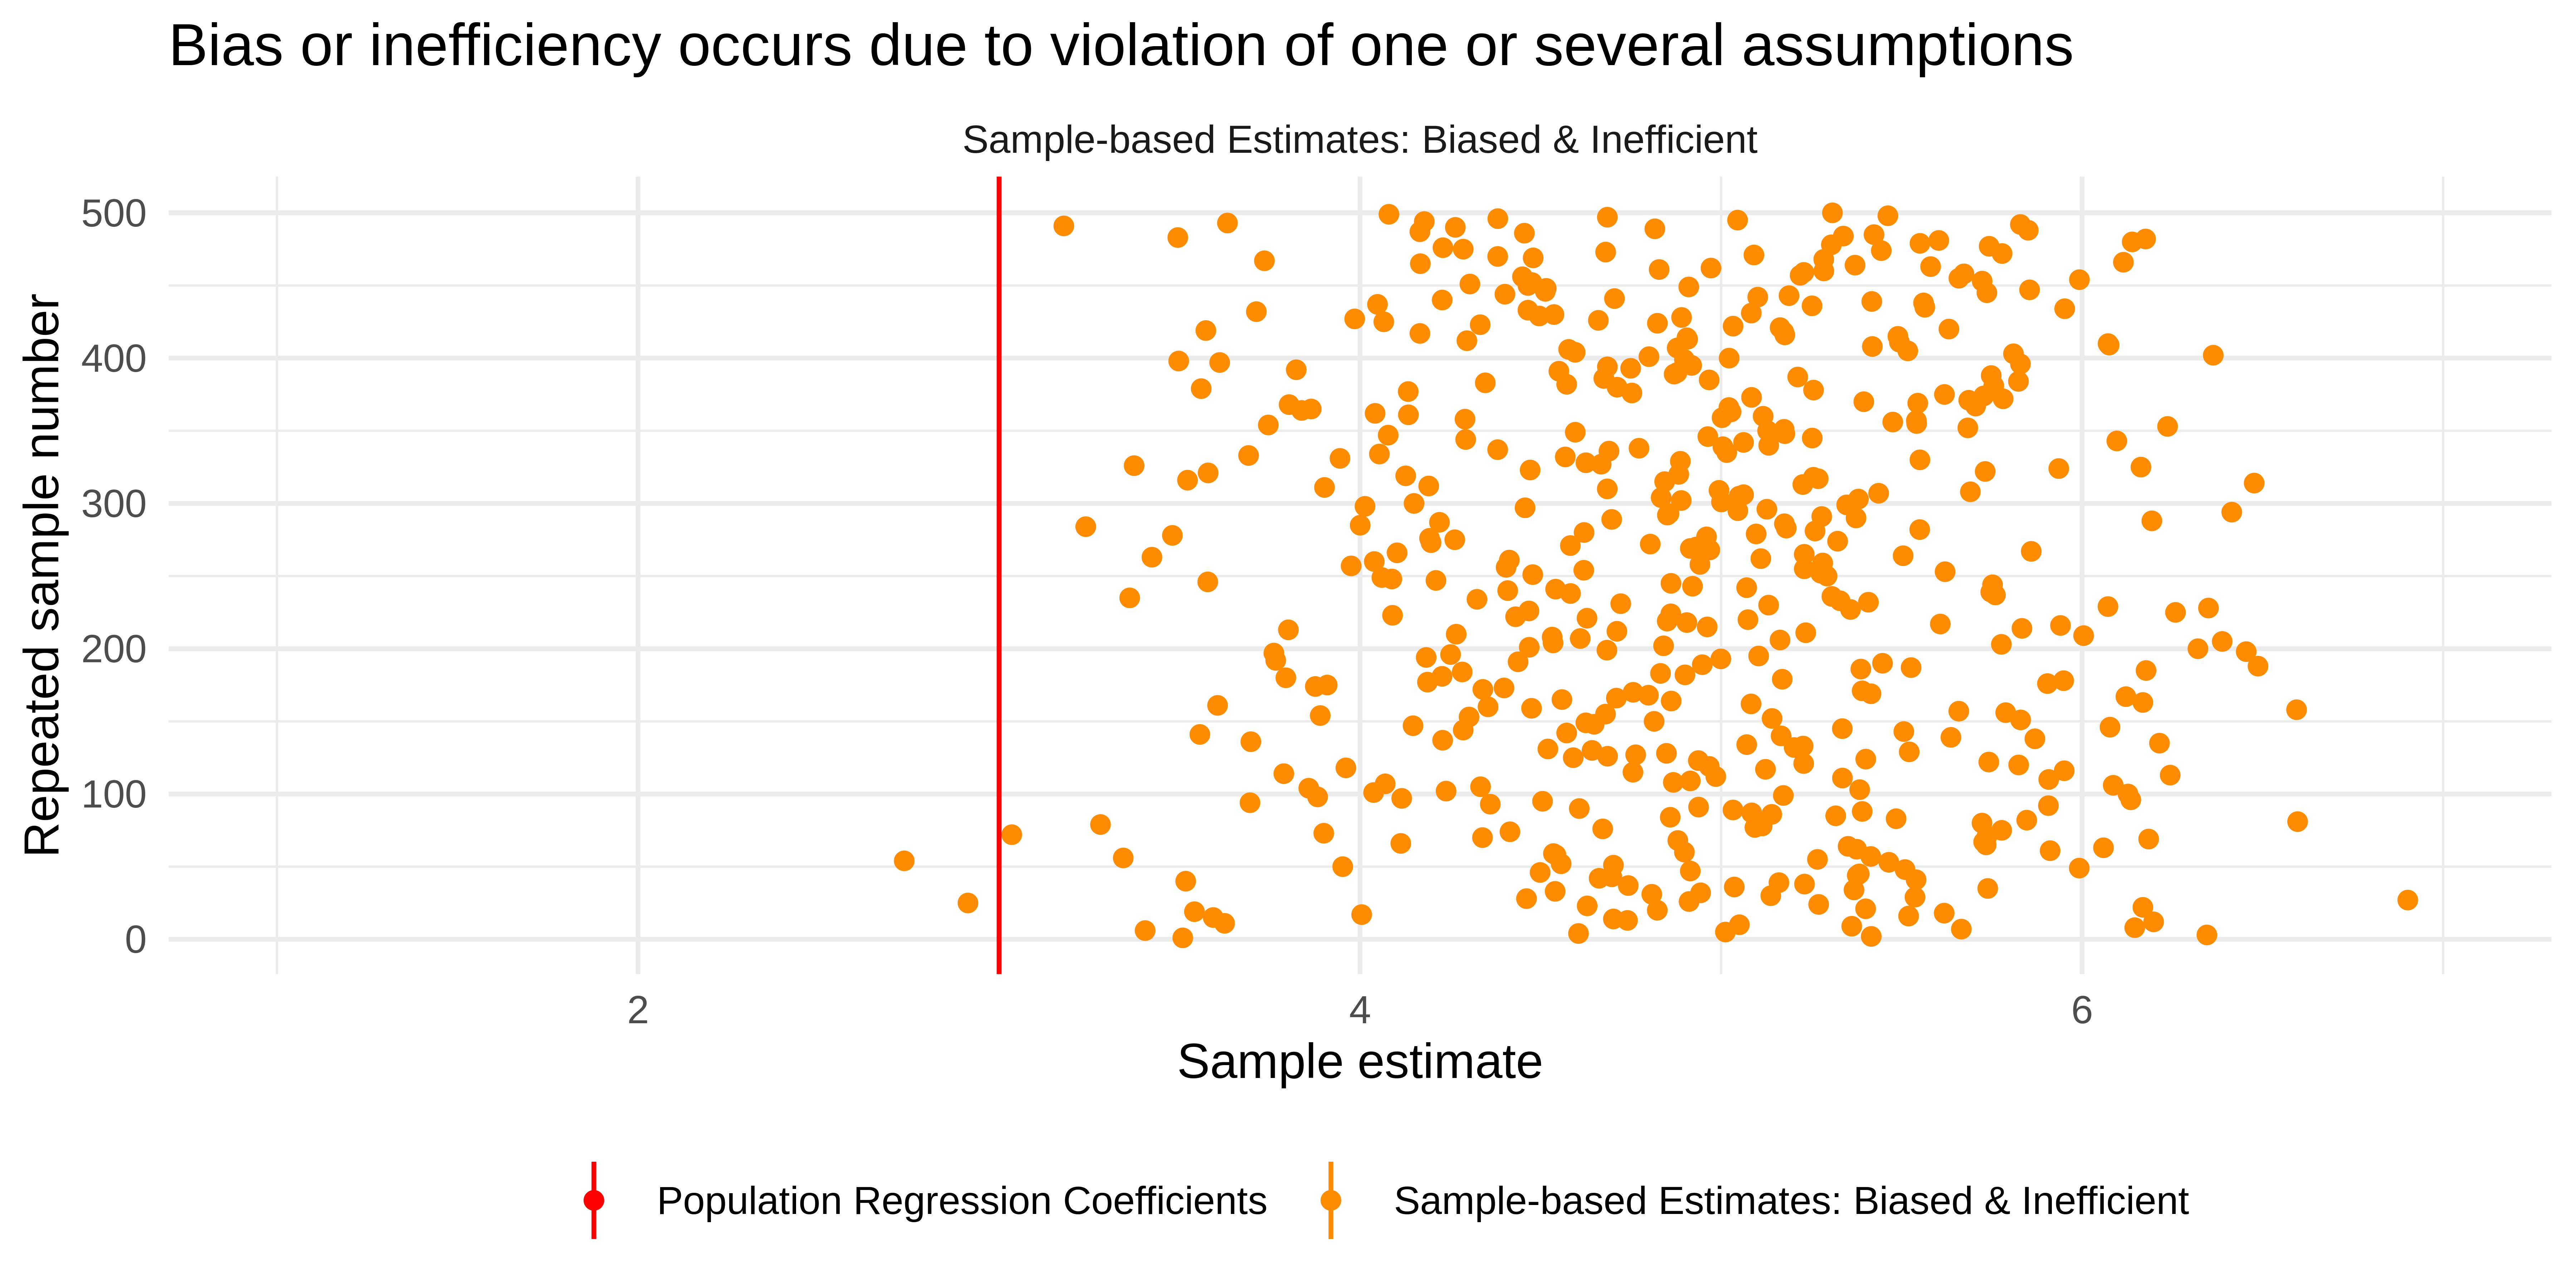 Bias or inefficiency occurs due to violation of one or several assumptions
Sample-based Estimates: Biased & Inefficient
Repeated sample number
500
400
300
200
100
0
2 4 6
Sample estimate
Population Regression Coefficients Sample-based Estimates: Biased & Inefficient